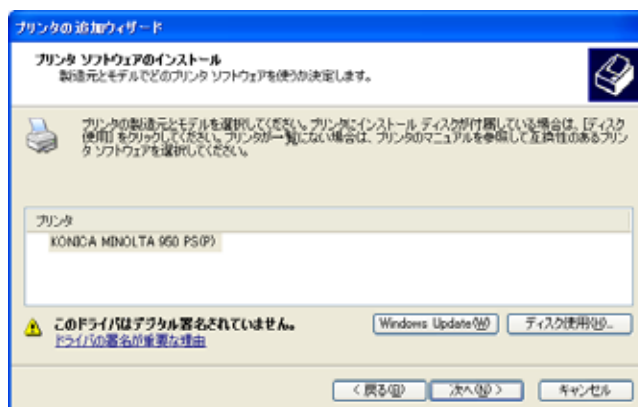 プリンタの追加ウィザード
プリンタ ソフトウェアのインストール
製造元とモデルでどのプリンタ ソフトウェアを使うか決定します。
プリンタの製造元とモデルを選択してください。プリンタにインストール ディスクが付属している場合は、[ディスク
使用] をクリックしてください。プリンタが一覧にない場合は、プリンタのマニュアルを参照して互換性のあるプリン
タ ソフトウェアを選択してください。
プリンタ
KONICA MINOLTA 950 PS(P)
このドライバはデジタル署名されていません。
Windows Update(W)
ディスク使用(H)...
ドライバの署名が重要な理由
< 戻る(B)
次へ(N) >
キャンセル